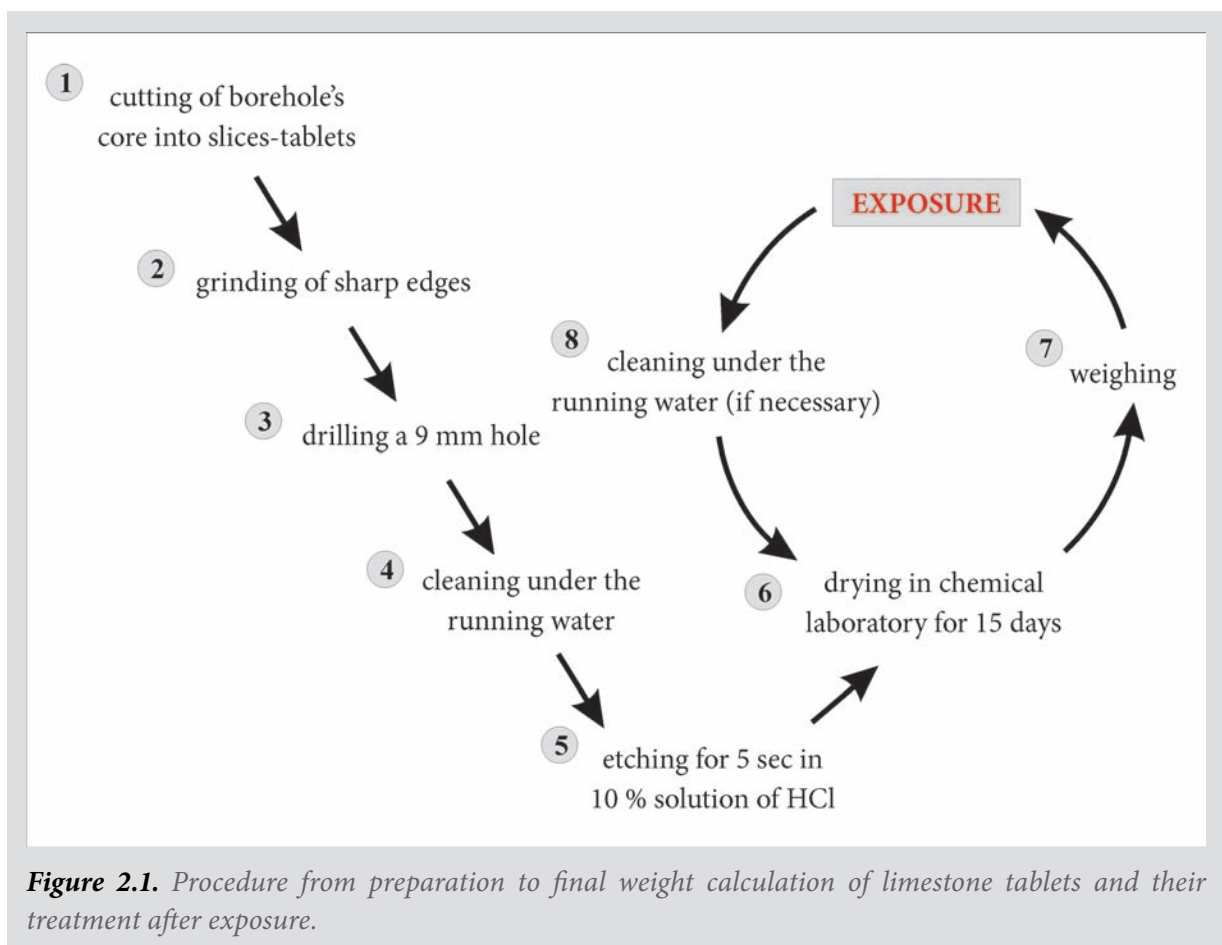 1
cutting of borehole's
core into slices-tablets
2
grinding of sharp edges
3
drilling a 9 mm hole
4
cleaning under the
running water
5
etching for 5 sec in
10 % solution of HCl
6
drying in chemical
laboratory for 15 days
7
weighing
EXPOSURE
8
cleaning under the
running water (if necessary)
Figure 2.1. Procedure from preparation to final weight calculation of limestone tablets and their
treatment after exposure.